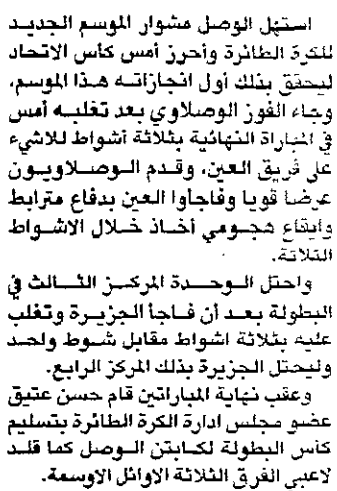 استهل الوصل مشوار الموسم الجديد
للكرة الطائرة وأحرز أمس كأس الاتحاد
ليحقق بذلك أول انجازاته هذا الموسم،
وجاء الفوز الوصلاوي بعد تغلبه أمس
في المباراة النهائية بثلاثة أشواط للاشيء
على فريق العين، وقدم الوصلاويون
عرضا قويا وفاجأوا العين بدفاع مترابط
وايقاع هجومي أخاذ خلال الاشواط
الثلاثة.
واحتل الوحدة المركز الثالث في
البطولة بعد أن فاجأ الجزيرة وتغلب
عليه بثلاثة اشواط مقابل شوط واحد
وليحتل الجزيرة بذلك المركز الرابع.
وعقب نهاية المباراتين قام حسن عتيق
عضو مجلس ادارة الكرة الطائرة بتسليم
كأس البطولة لكابتن الوصل كما قلد
لاعبي الفرق الثلاثة الاوائل الاوسمة.